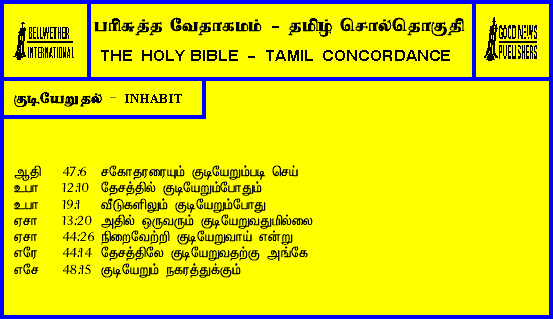 BELLWETHER
INTERNATIONAL
பரிசுத்த வேதாகமம் - தமிழ் சொல்தொகுதி
THE HOLY BIBLE - TAMIL CONCORDANCE
GOOD NEWS
PUBLISHERS
குடியேறுதல் - INHABIT
ஆதி 47:6 சகோதரரையும் குடியேறும்படி செய்
உபா 12:10 தேசத்தில் குடியேறும்போதும்
உபா 19:1 வீடுகளிலும் குடியேறும்போது
ஏசா 13:20 அதில் ஒருவரும் குடியேறுவதுமில்லை
ஏசா 44:26 நிறைவேற்றி குடியேறுவாய் என்று
எரே 44:14 தேசத்திலே குடியேறுவதற்கு அங்கே
எசே 48:15 குடியேறும் நகரத்துக்கும்